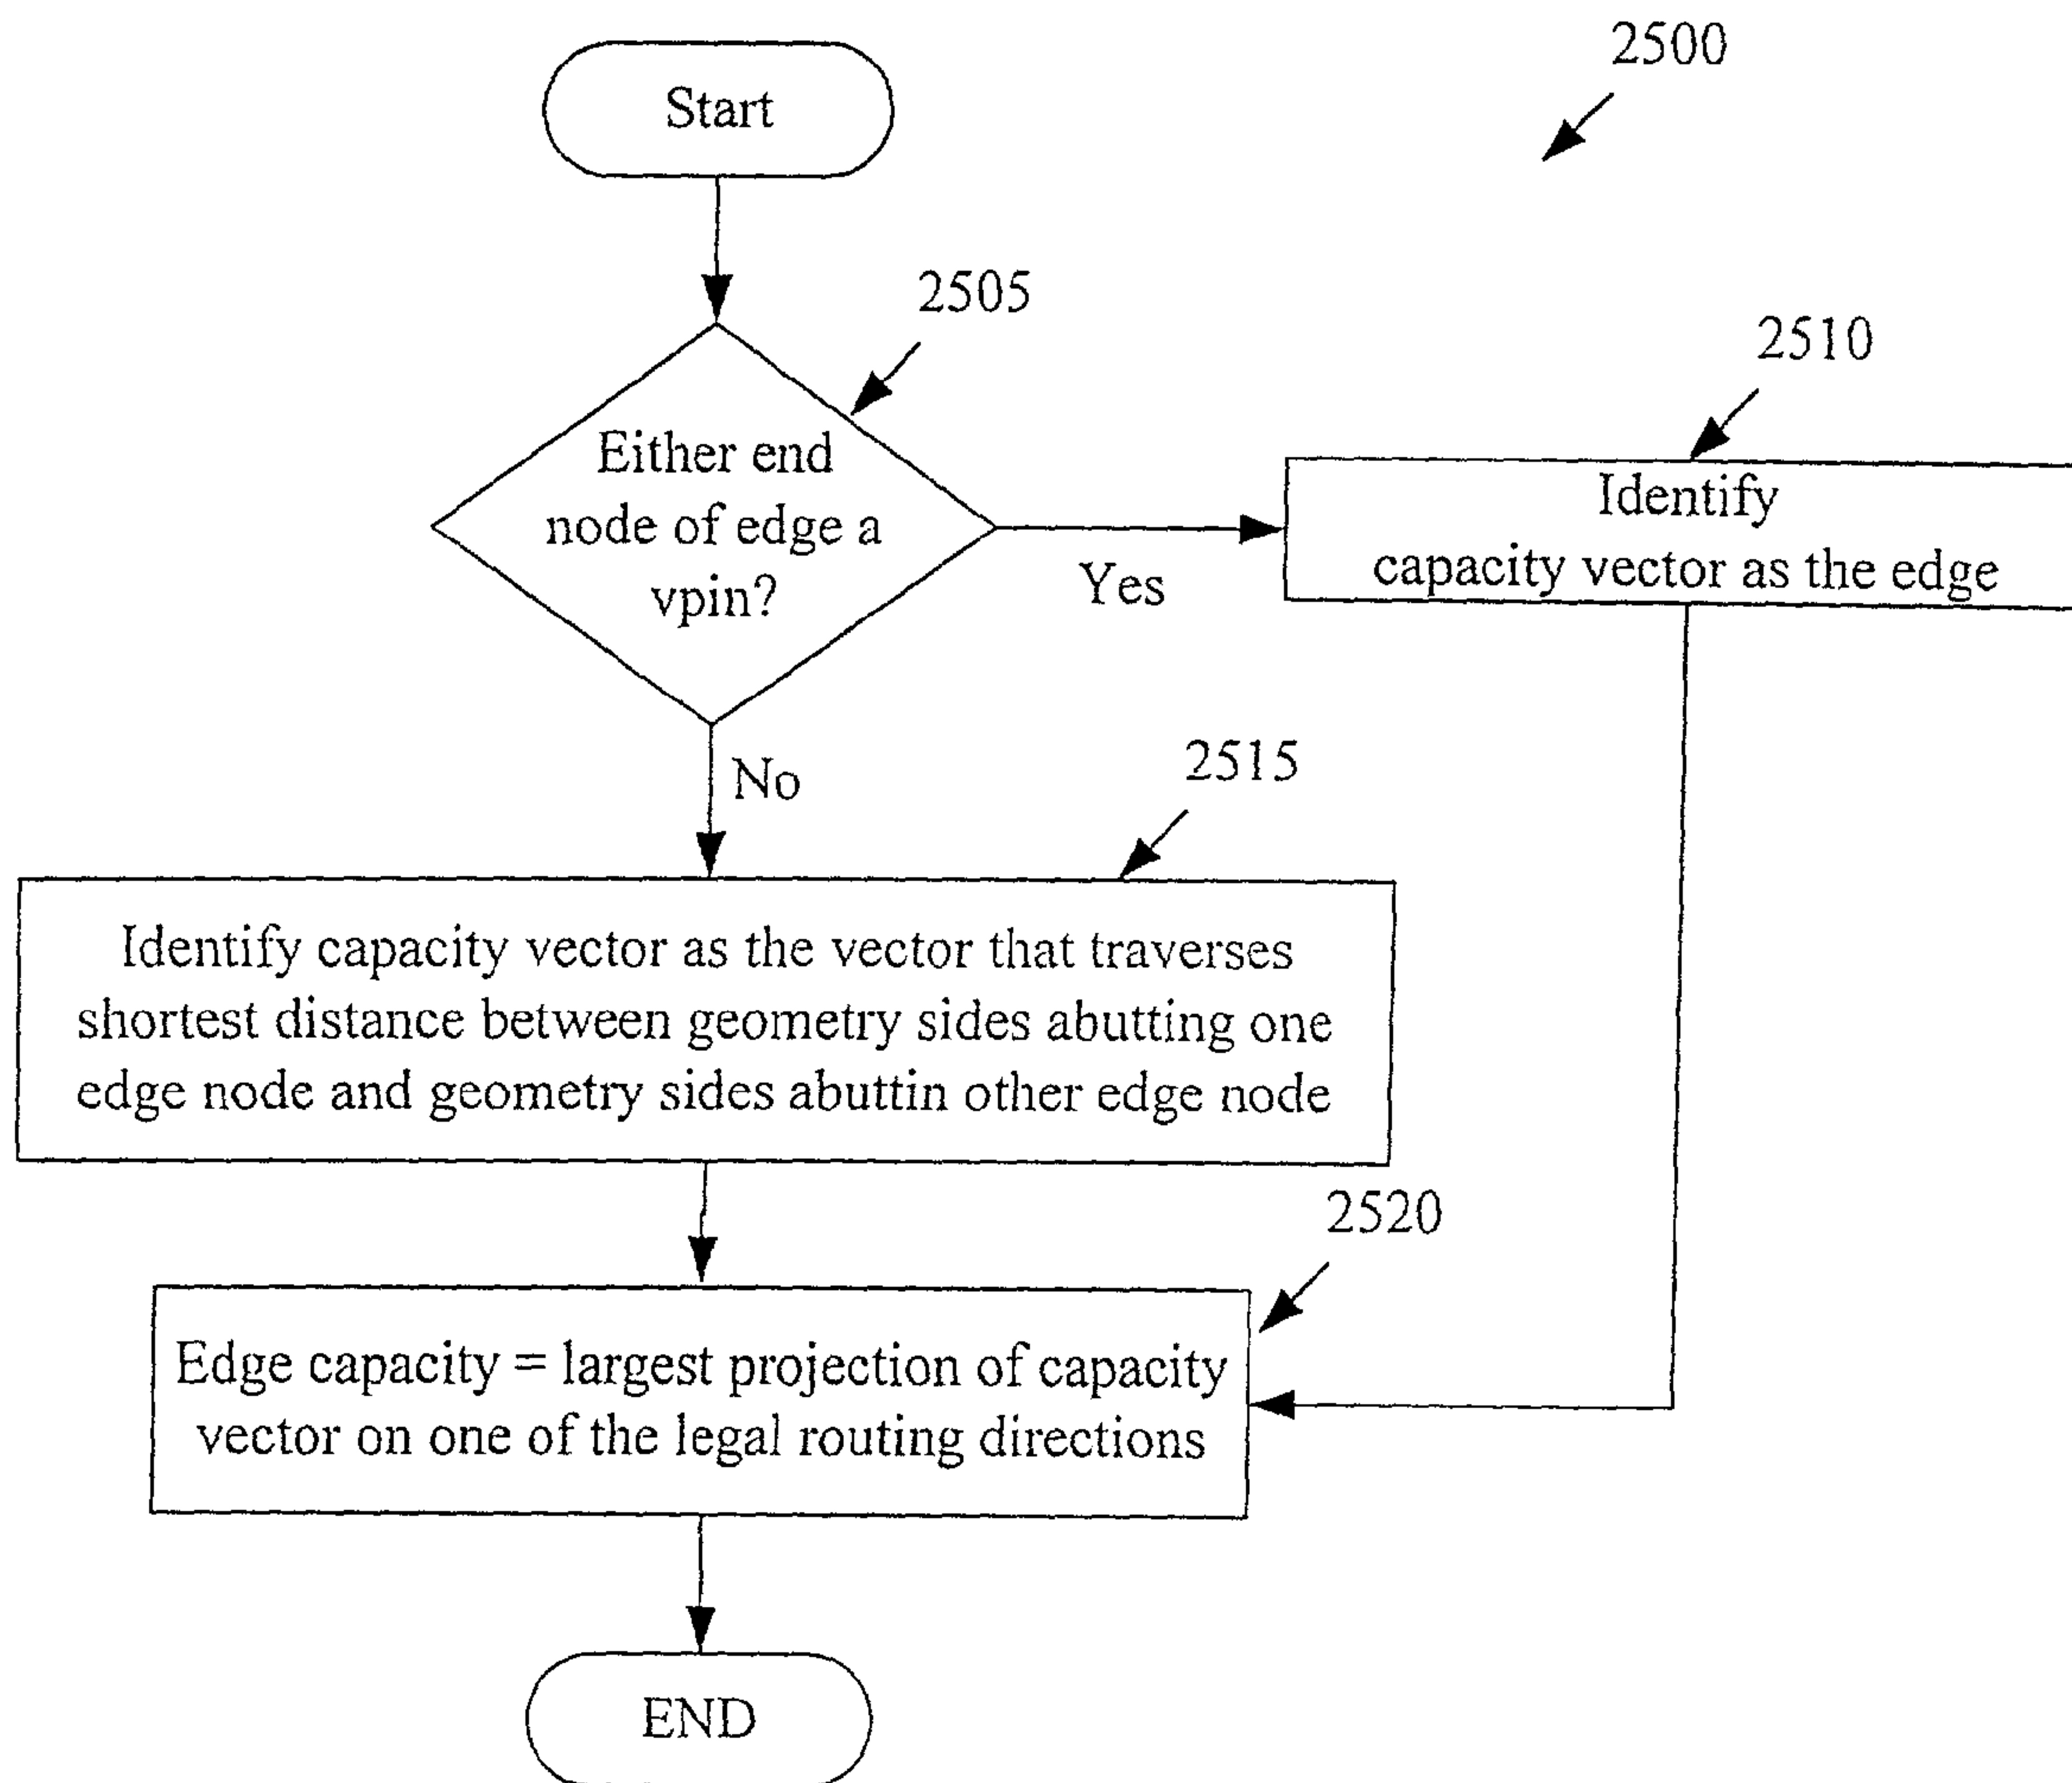 2500
Start
2505
2510
Either end
node of edge a
vpin?
Yes
Identify
capacity vector as the edge
No
2515
Identify capacity vector as the vector that traverses
shortest distance between geometry sides abutting one
edge node and geometry sides abuttin other edge node
2520
Edge capacity = largest projection of capacity
vector on one of the legal routing directions
END